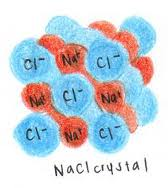 Cl⁻ Na⁺ Cl⁻
Na⁺ Cl⁻ Na⁺
Cl⁻ Na⁺ Cl⁻
NaCl crystal